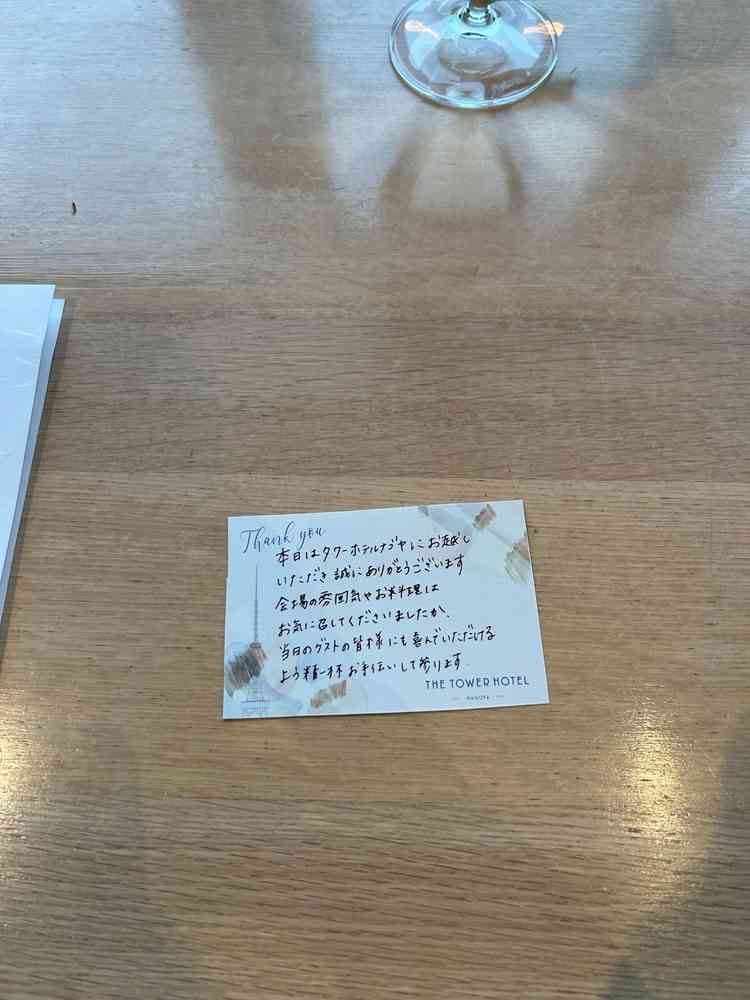 Thank you
本日はタワーホテルナゴヤにお越し
いただき 誠にありがとうございます
会場の雰囲気やお料理は
お気に召してくださいましたか、
当日のゲストの皆様にも喜んでいただける
よう精一杯お手伝いして参ります.
THE TOWER HOTEL
NAGOYA